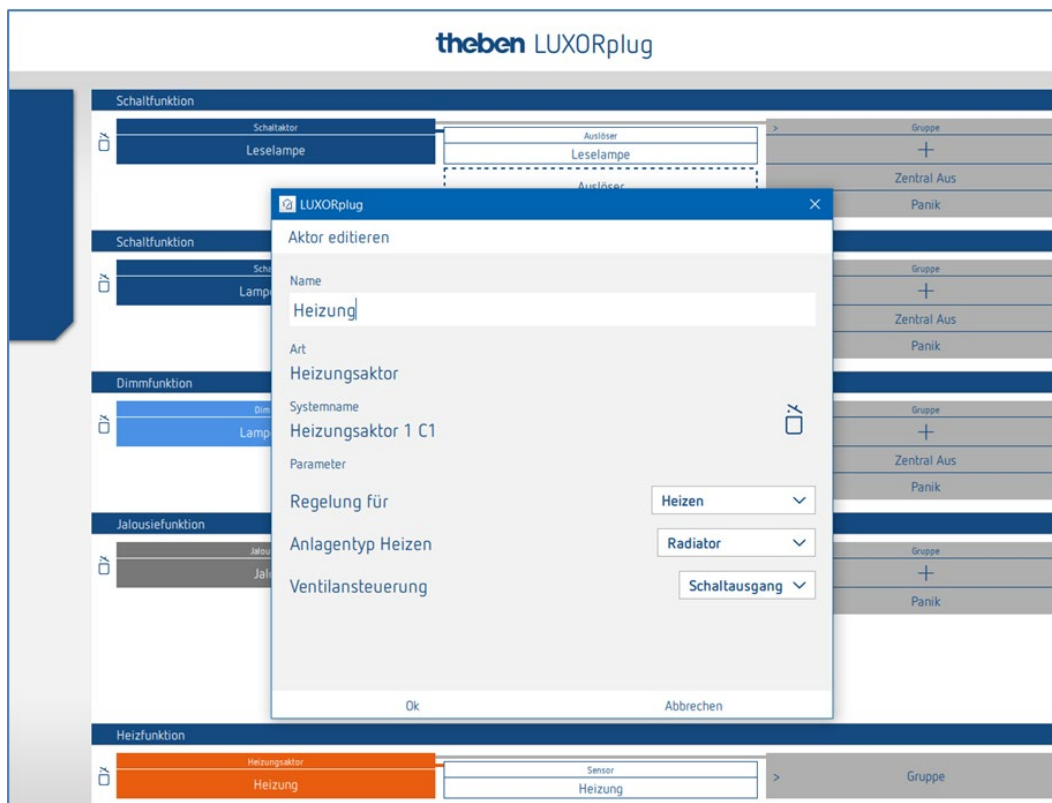 theben LUXORplug
Schaltfunktion
Schaltaktor
Leselampe
Auslöser
Leselampe
Auslöser
> Gruppe
+
Zentral Aus
Panik
LUXORplug
Aktor editieren
Name
Heizung
Art
Heizungsaktor
Systemname
Heizungsaktor 1 C1
Parameter
Regelung für
Heizen
Anlagentyp Heizen
Radiator
Ventilansteuerung
Schaltausgang
Ok
Abbrechen
Schaltfunktion
Gruppe
+
Zentral Aus
Panik
Dimmfunktion
Gruppe
+
Zentral Aus
Panik
Jalousiefunktion
Gruppe
+
Panik
Heizfunktion
Heizungsaktor
Heizung
Sensor
Heizung
> Gruppe